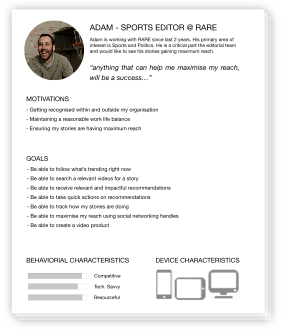 ADAM - SPORTS EDITOR @ RARE
Adam is working with RARE since last 2 years. His primary area of
interest is Sports and Politics. He is a critical part the editorial team
and would like to see his stories gaining maximum reach.
“anything that can help me maximise my reach,
will be a success…”
MOTIVATIONS
- Getting recognised within and outside my organisation
- Maintaining a reasonable work life balance
- Ensuring my stories are having maximum reach
GOALS
- Be able to follow what's trending right now
- Be able to search a relevant videos for a story
- Be able to receive relevant and impactful recommendations
- Be able to take quick actions on recommendations
- Be able to track how my stories are doing
- Be able to maximise my reach using social networking handles
- Be able to create a video product
BEHAVIORIAL CHARACTERISTICS DEVICE CHARACTERISTICS
Competitive
Tech. Savvy
Resourceful